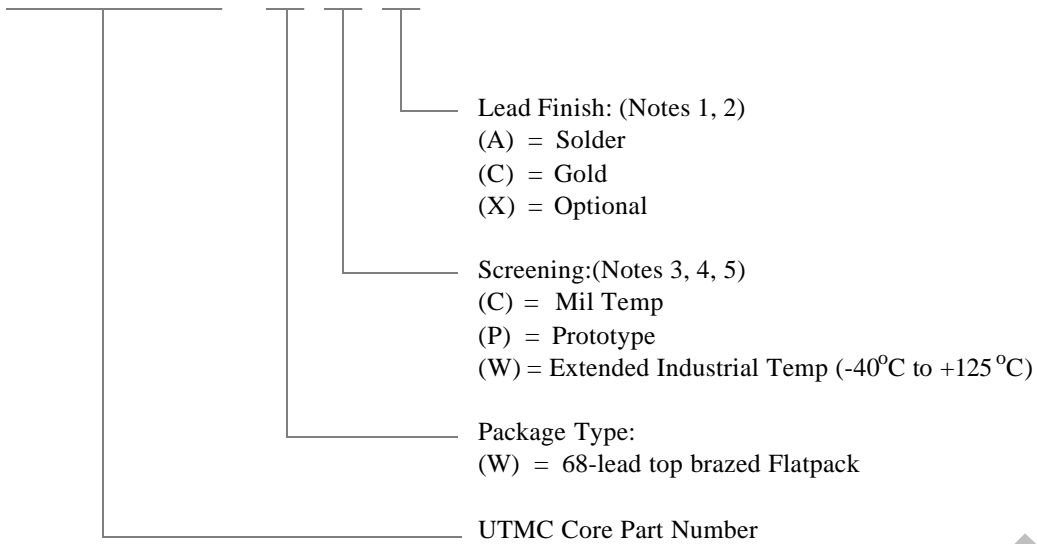 Lead Finish: (Notes 1, 2)
(A) = Solder
(C) = Gold
(X) = Optional
Screening:(Notes 3, 4, 5)
(C) = Mil Temp
(P) = Prototype
(W) = Extended Industrial Temp (-40°C to +125°C)
Package Type:
(W) = 68-lead top brazed Flatpack
UTMC Core Part Number